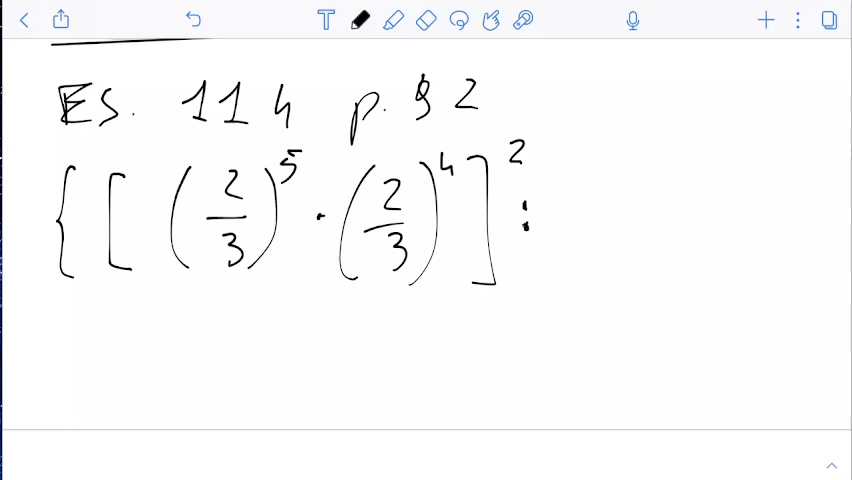 ES. 114 p. 82
{ [ (2/3)^5 · (2/3)^4 ]^2 :